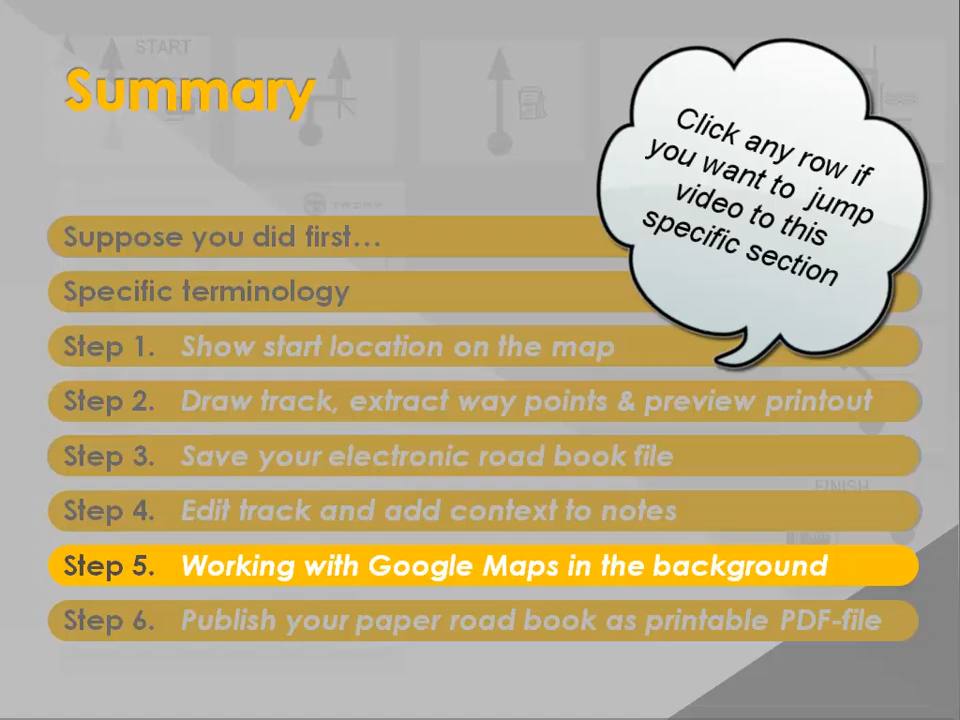 START
Summary
Click any row if
you want to jump
video to this
specific section
Suppose you did first…
Specific terminology
Step 1. Show start location on the map
Step 2. Draw track, extract way points & preview printout
Step 3. Save your electronic road book file
FINISH
Step 4. Edit track and add context to notes
Step 5. Working with Google Maps in the background
Step 6. Publish your paper road book as printable PDF-file